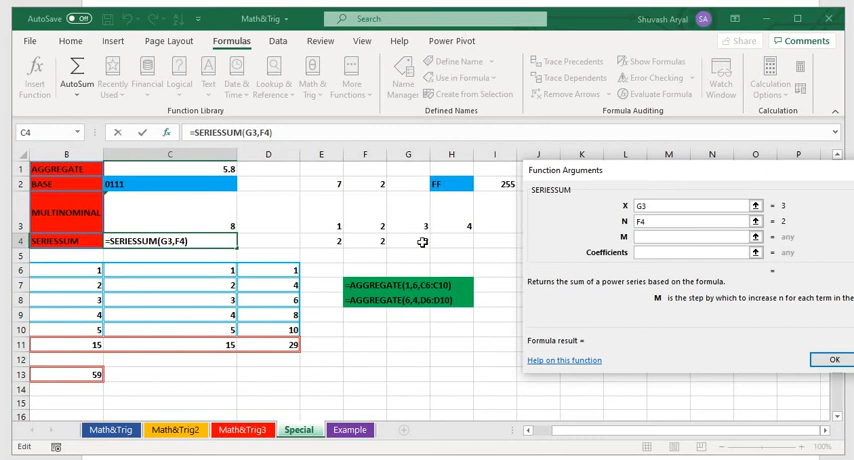 AutoSave Off Math&Trig Search Shuvash Aryal SA
File Home Insert Page Layout Formulas Data Review View Help Power Pivot Share Comments
Insert Function AutoSum Recently Used Financial Logical Text Date & Time Lookup & Reference Math & Trig More Functions Name Manager Define Name Use in Formula Create from Selection Trace Precedents Trace Dependents Remove Arrows Show Formulas Error Checking Evaluate Formula Watch Window Calculation Options
Function Library Defined Names Formula Auditing Calculation
C4 fx =SERIESSUM(G3,F4)
B C D E F G H I J K L M N O P
1 AGGREGATE 5.8
2 BASE 0111 7 2 FF 255
3 MULTINOMINAL 8 1 2 3 4
4 SERIESSUM =SERIESSUM(G3,F4) 2 2
5
6 1 1 1
7 2 2 4 =AGGREGATE(1,6,C6:C10)
8 3 3 6 =AGGREGATE(6,4,D6:D10)
9 4 4 8
10 5 5 10
11 15 15 29
12
13 59
14
15
16
Function Arguments
SERIESSUM
X G3 = 3
N F4 = 2
M = any
Coefficients = any
=
Returns the sum of a power series based on the formula.
M is the step by which to increase n for each term in the
Formula result =
Help on this function OK
Math&Trig Math&Trig2 Math&Trig3 Special Example
Edit 100%